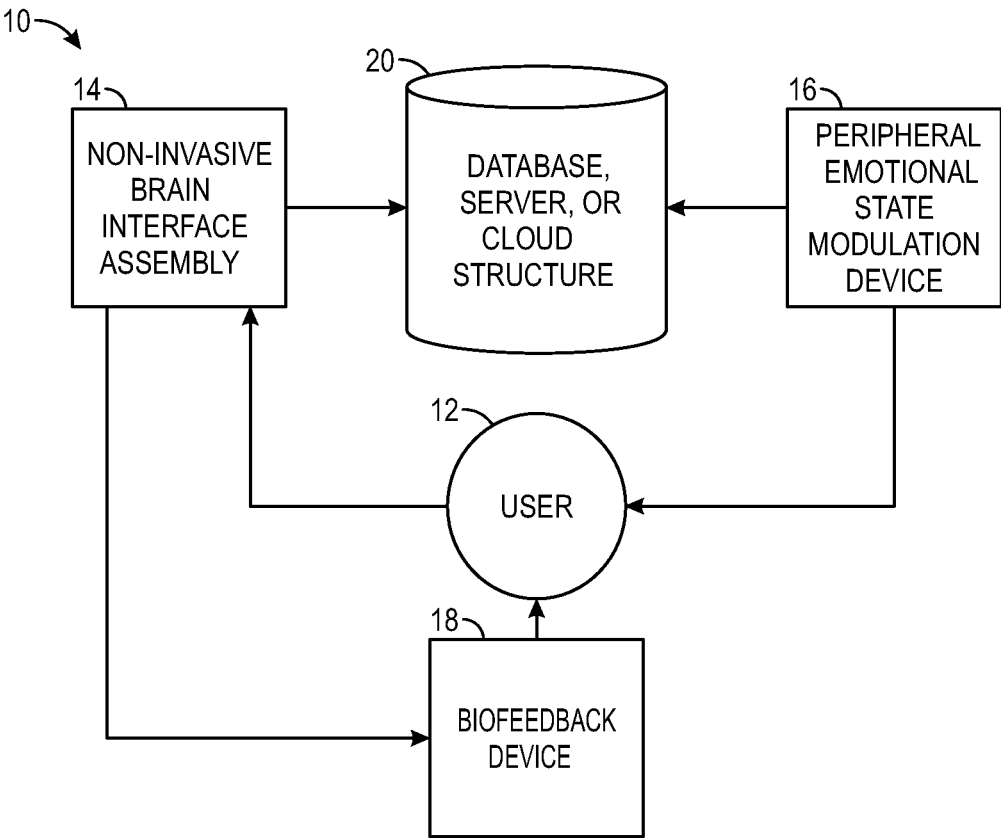 10
14
NON-INVASIVE
BRAIN
INTERFACE
ASSEMBLY
20
DATABASE,
SERVER, OR
CLOUD
STRUCTURE
16
PERIPHERAL
EMOTIONAL
STATE
MODULATION
DEVICE
12
USER
18
BIOFEEDBACK
DEVICE